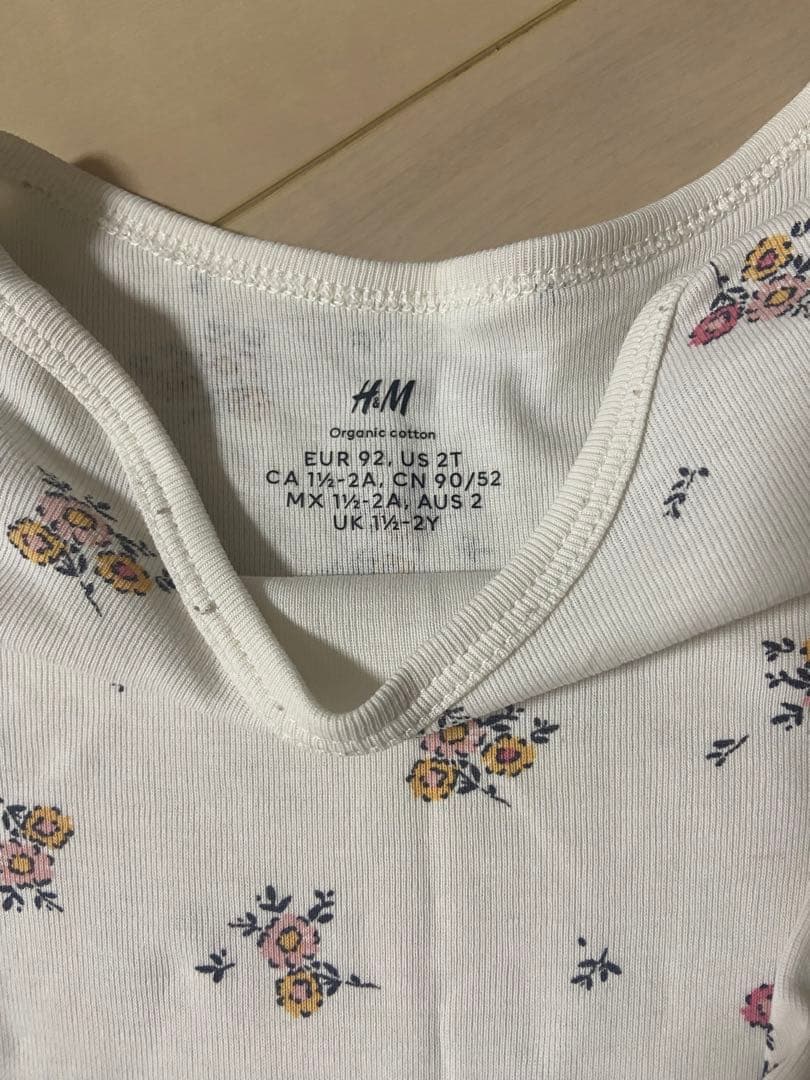 H&M
Organic cotton
EUR 92, US 2T
CA 1½-2A, CN 90/52
MX 1½-2A, AUS 2
UK 1½-2Y